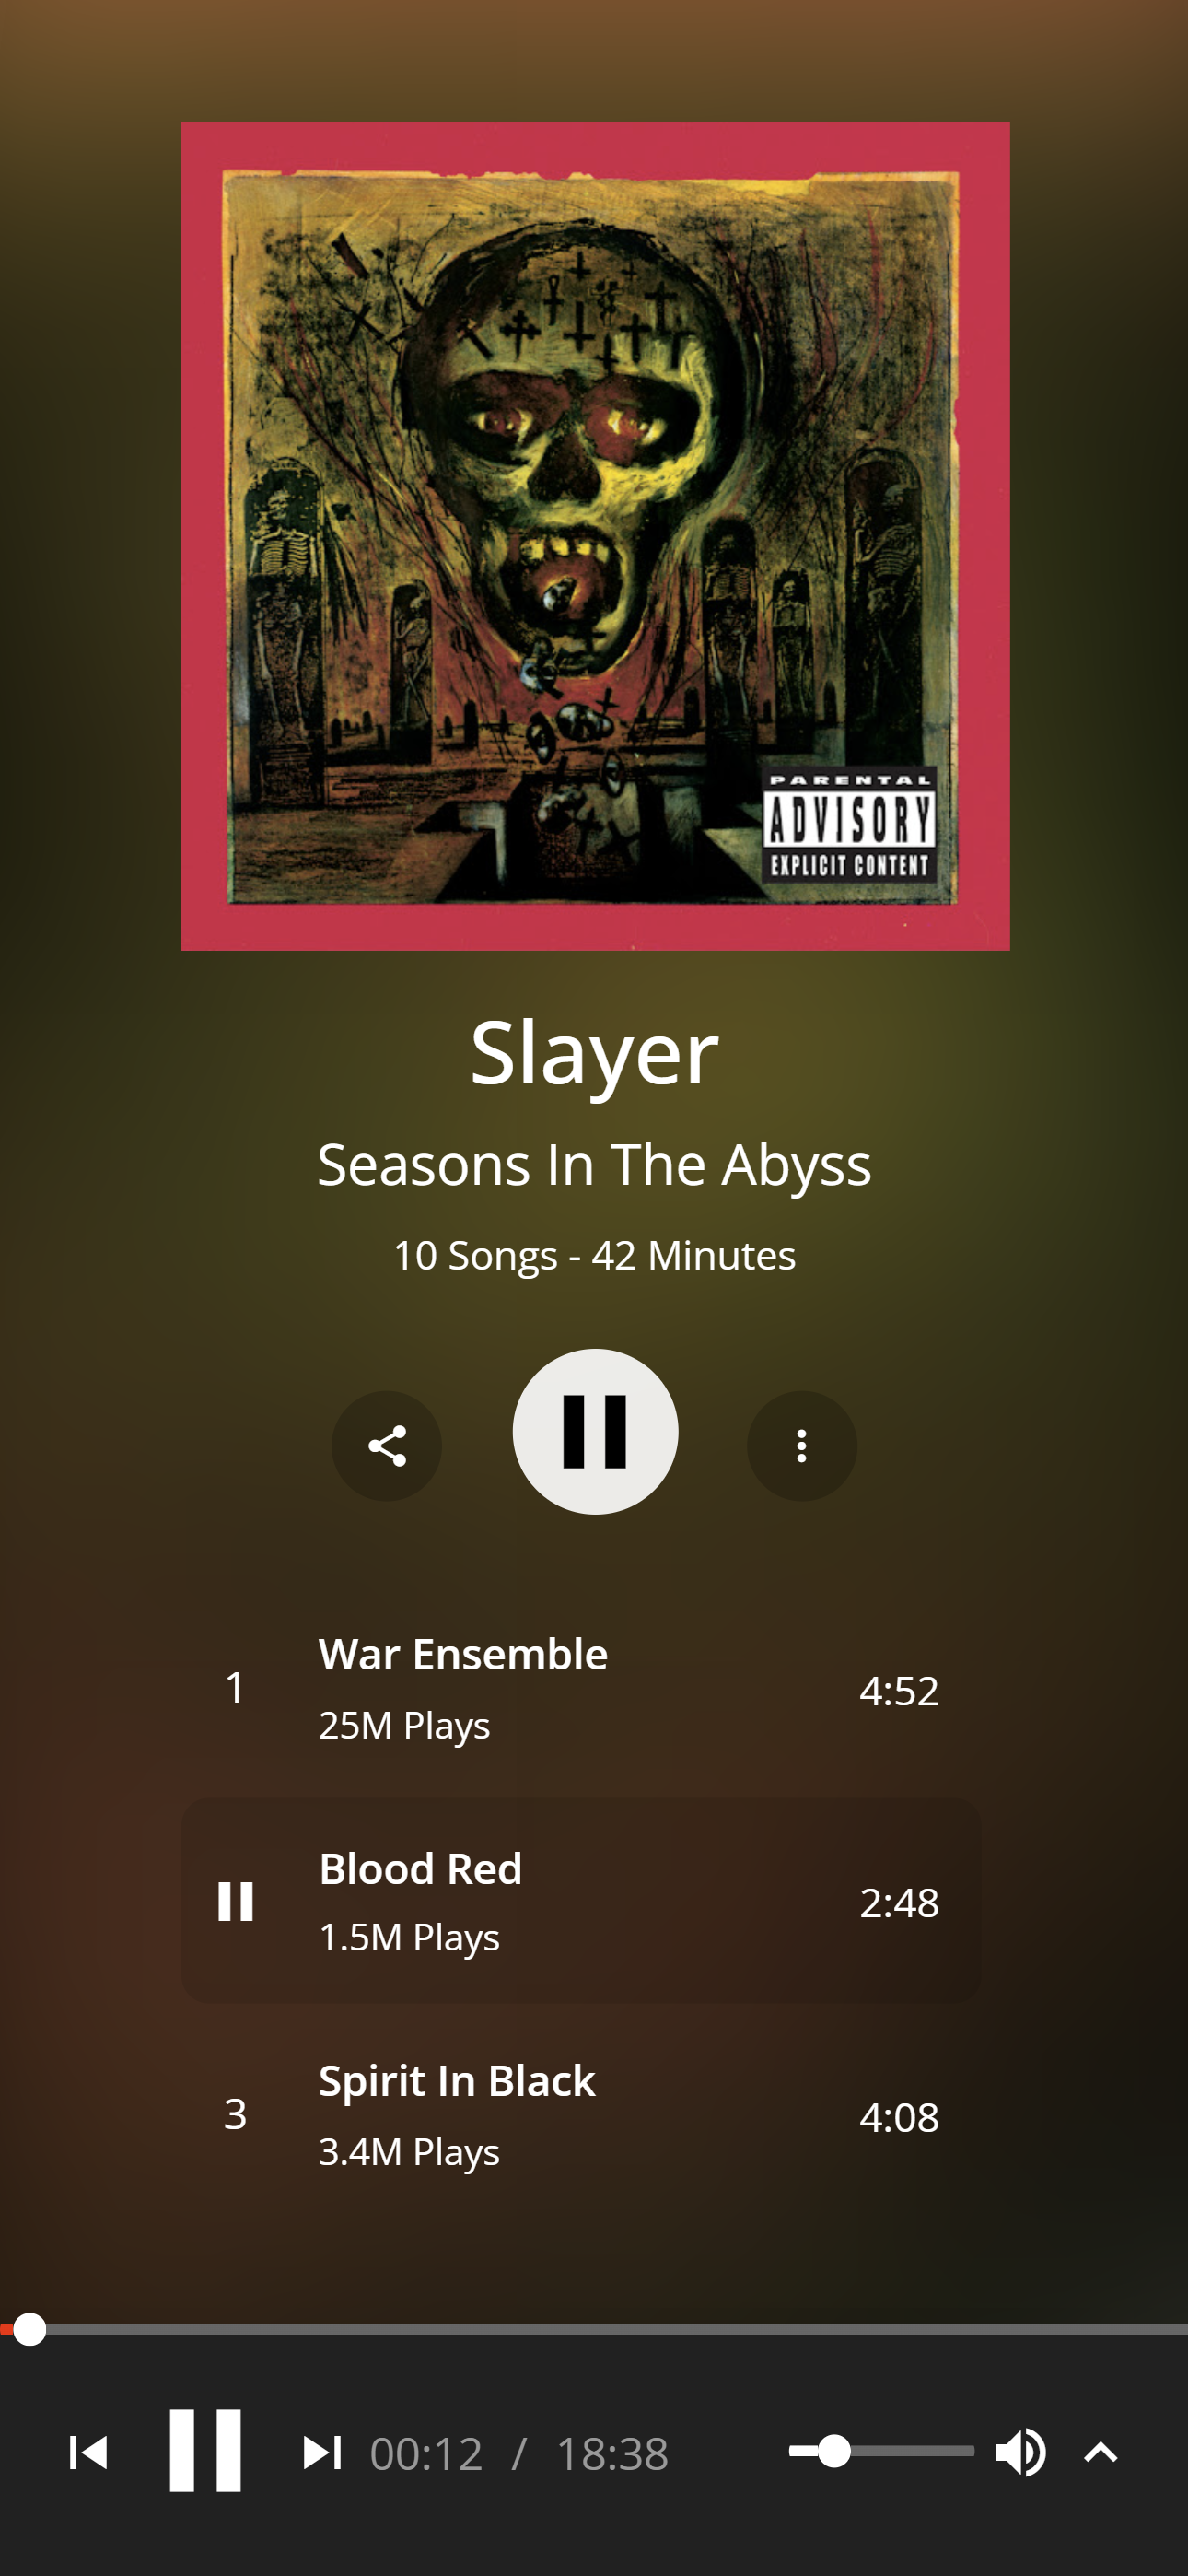 PARENTAL
ADVISORY
EXPLICIT CONTENT
Slayer
Seasons In The Abyss
10 Songs - 42 Minutes
1 War Ensemble 4:52
25M Plays
Blood Red 2:48
1.5M Plays
3 Spirit In Black 4:08
3.4M Plays
00:12 / 18:38